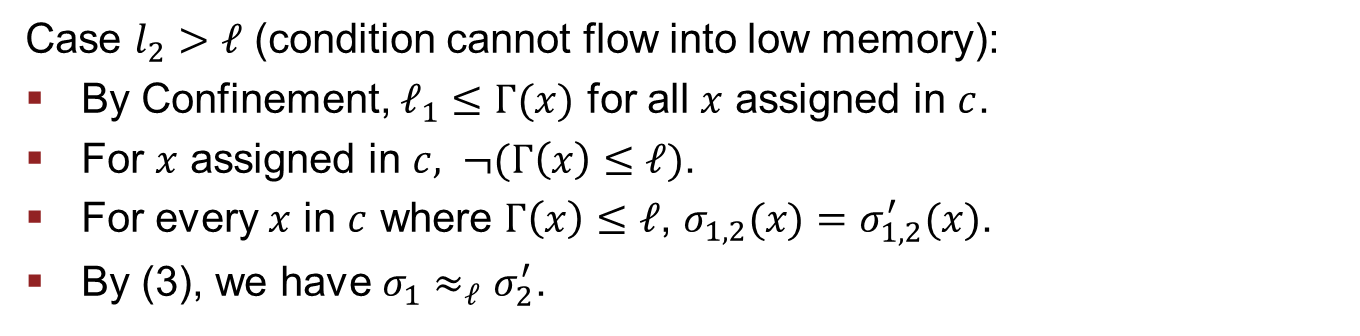 Case 𝑙₂ > ℓ (condition cannot flow into low memory):
▪ By Confinement, ℓ₁ ≤ Γ(𝑥) for all 𝑥 assigned in 𝑐.
▪ For 𝑥 assigned in 𝑐, ¬(Γ(𝑥) ≤ ℓ).
▪ For every 𝑥 in 𝑐 where Γ(𝑥) ≤ ℓ, σ₁,₂(𝑥) = σ′₁,₂(𝑥).
▪ By (3), we have σ₁ ≈_ℓ σ′₂.